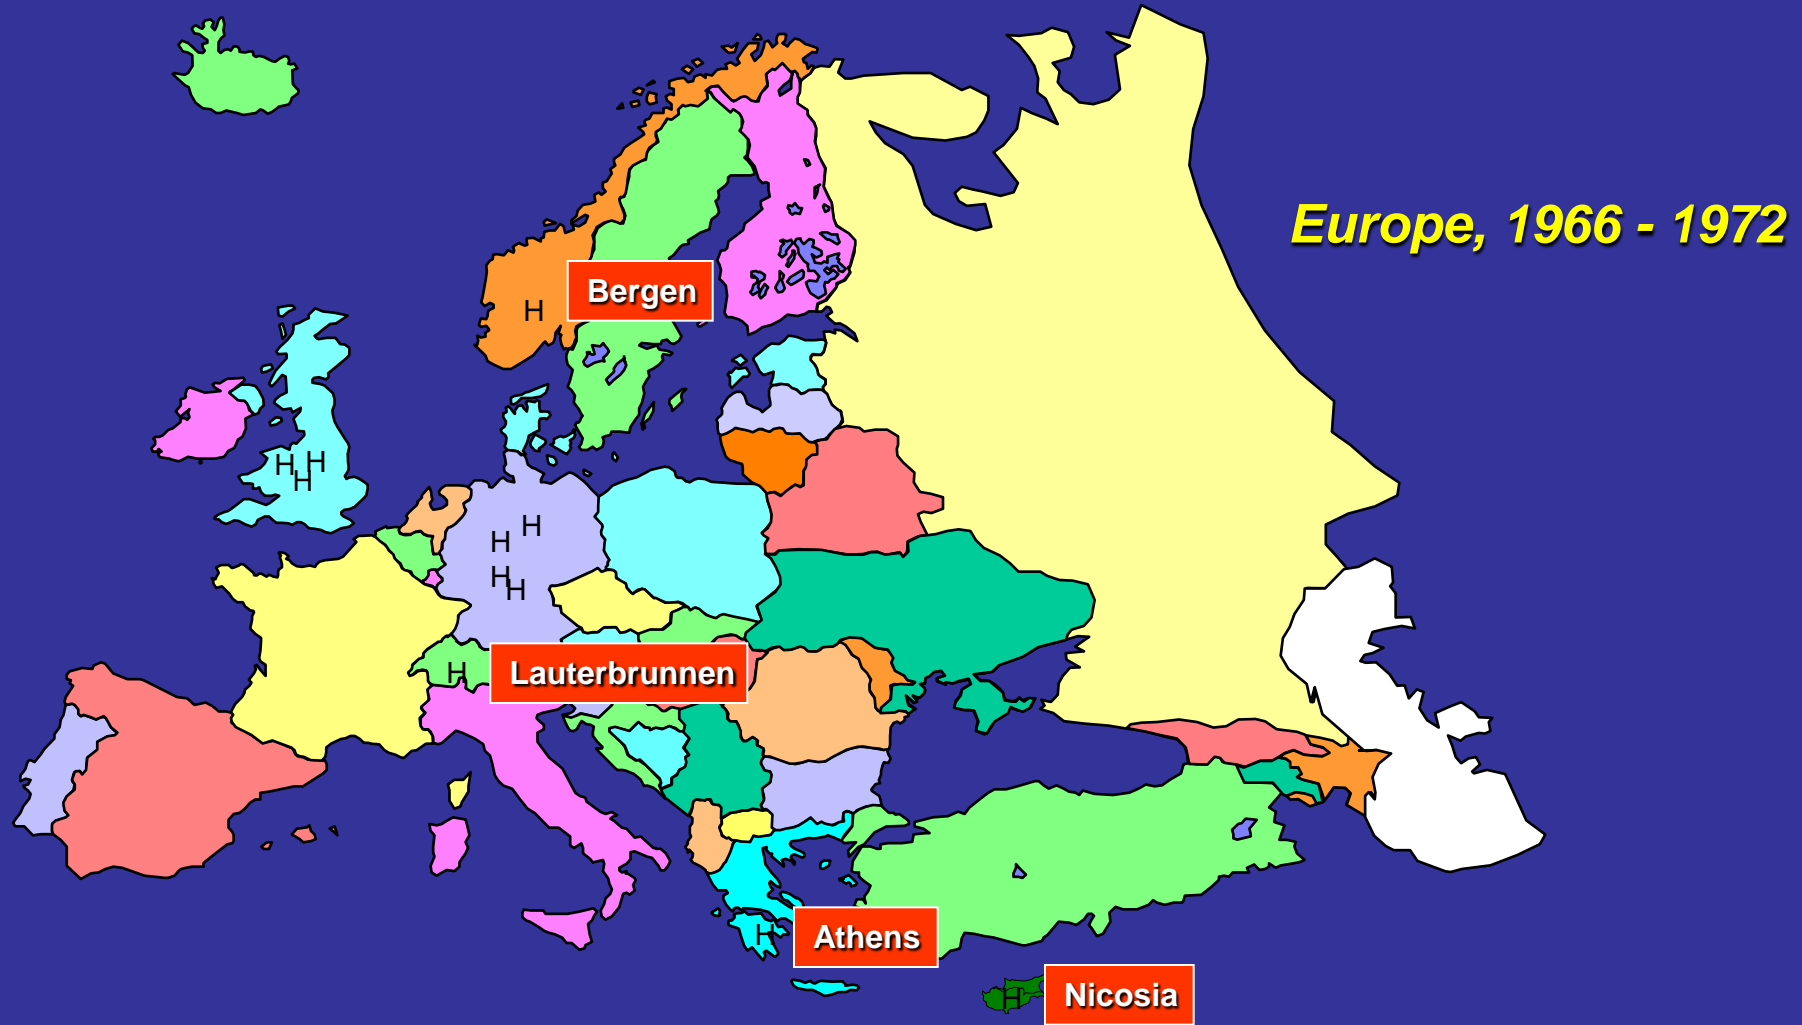 Europe, 1966 - 1972
Bergen
H
H
H
H
H
H
H
H
Lauterbrunnen
H
Athens
H
Nicosia
H